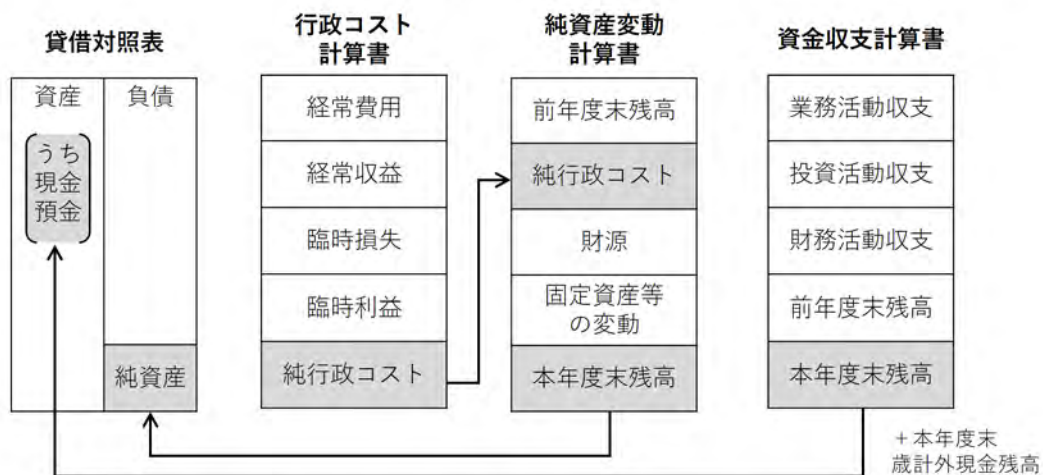 貸借対照表
資産
負債
うち
現金
預金
純資産
行政コスト
計算書
経常費用
経常収益
臨時損失
臨時利益
純行政コスト
純資産変動
計算書
前年度末残高
純行政コスト
財源
固定資産等
の変動
本年度末残高
資金収支計算書
業務活動収支
投資活動収支
財務活動収支
前年度末残高
本年度末残高
+本年度末
歳計外現金残高